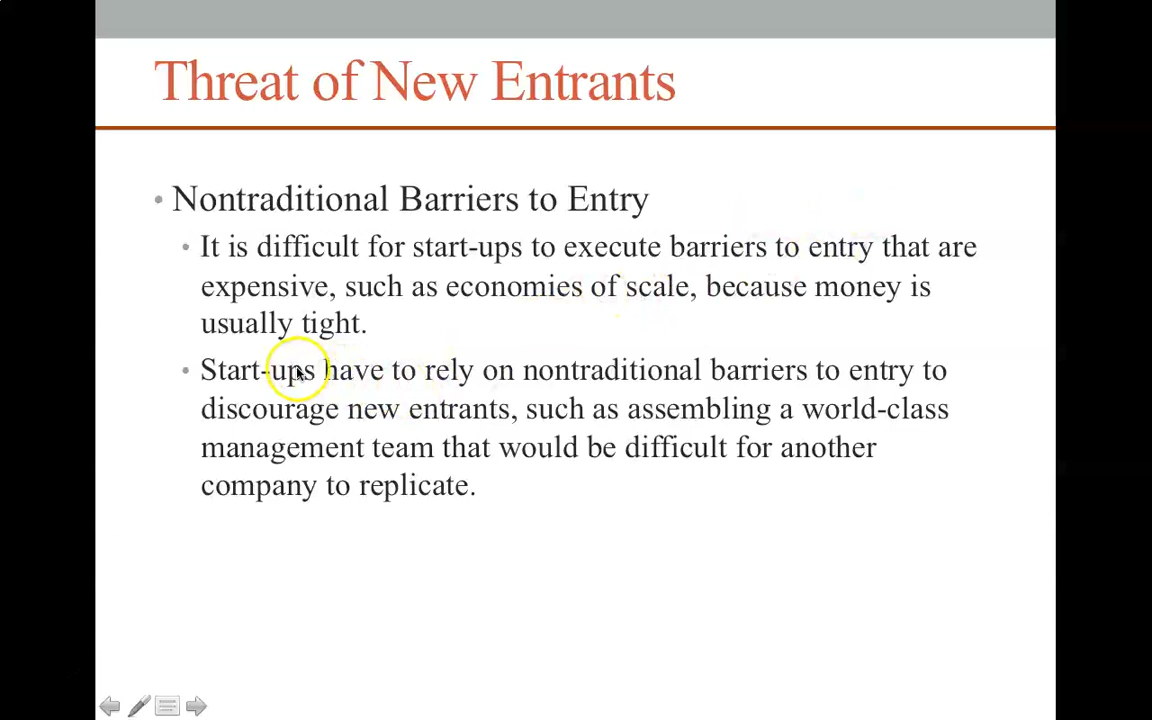 Threat of New Entrants
• Nontraditional Barriers to Entry
• It is difficult for start-ups to execute barriers to entry that are
expensive, such as economies of scale, because money is
usually tight.
• Start-ups have to rely on nontraditional barriers to entry to
discourage new entrants, such as assembling a world-class
management team that would be difficult for another
company to replicate.